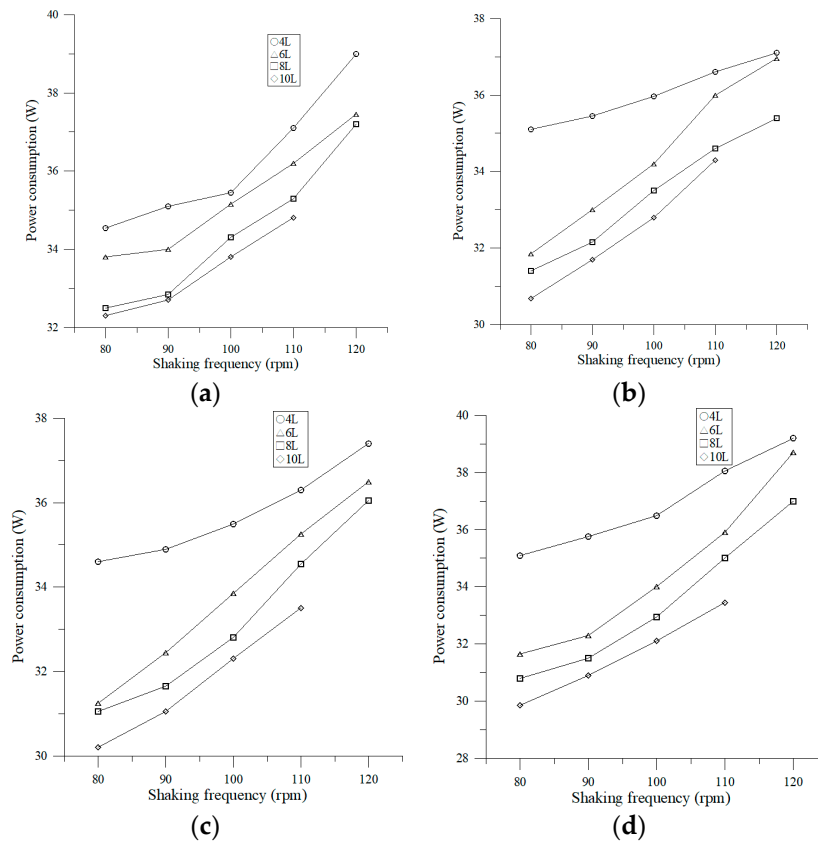 40
38
36
34
32
Power consumption (W)
4L
6L
8L
10L
80 90 100 110 120
Shaking frequency (rpm)
(a)
38
36
34
32
30
Power consumption (W)
80 90 100 110 120
Shaking frequency (rpm)
(b)
38
36
34
32
30
Power consumption (W)
4L
6L
8L
10L
80 90 100 110 120
Shaking frequency (rpm)
(c)
40
38
36
34
32
30
28
Power consumption (W)
4L
6L
8L
10L
80 90 100 110 120
Shaking frequency (rpm)
(d)